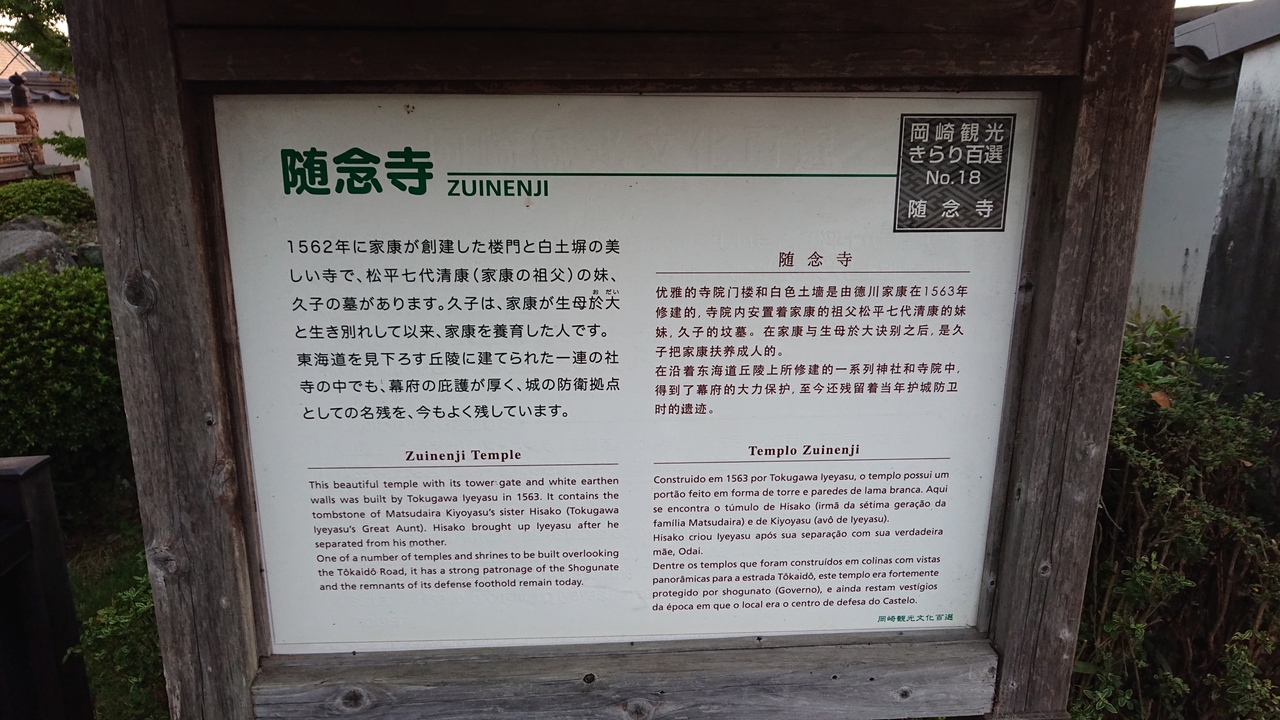 随念寺 ZUINENJI
岡崎観光
きらり百選
No.18
随念寺
1562年に家康が創建した楼門と白土塀の美
しい寺で、松平七代清康(家康の祖父)の妹、
久子の墓があります。久子は、家康が生母於大
おだい
と生き別れして以来、家康を養育した人です。
東海道を見下ろす丘陵に建てられた一連の社
寺の中でも、幕府の庇護が厚く、城の防衛拠点
としての名残を、今もよく残しています。
随念寺
优雅的寺院门楼和白色土墙是由德川家康在1563年
修建的, 寺院内安置着家康的祖父松平七代清康的妹
妹, 久子的坟墓。在家康与生母於大诀别之后, 是久
子把家康扶养成人的。
在沿着东海道丘陵上所修建的一系列神社和寺院中,
得到了幕府的大力保护, 至今还残留着当年护城防卫
时的遗迹。
Zuinenji Temple
This beautiful temple with its tower gate and white earthen
walls was built by Tokugawa Iyeyasu in 1563. It contains the
tombstone of Matsudaira Kiyoyasu's sister Hisako (Tokugawa
Iyeyasu's Great Aunt). Hisako brought up Iyeyasu after he
separated from his mother.
One of a number of temples and shrines to be built overlooking
the Tôkaidô Road, it has a strong patronage of the Shogunate
and the remnants of its defense foothold remain today.
Templo Zuinenji
Construido em 1563 por Tokugawa Iyeyasu, o templo possui um
portão feito em forma de torre e paredes de lama branca. Aqui
se encontra o túmulo de Hisako (irmã da sétima geração da
família Matsudaira) e de Kiyoyasu (avô de Iyeyasu).
Hisako criou Iyeyasu após sua separação com sua verdadeira
mãe, Odai.
Dentre os templos que foram construídos em colinas com vistas
panorâmicas para a estrada Tôkaidô, este templo era fortemente
protegido por shogunato (Governo), e ainda restam vestígios
da época em que o local era o centro de defesa do Castelo.
岡崎観光文化百選